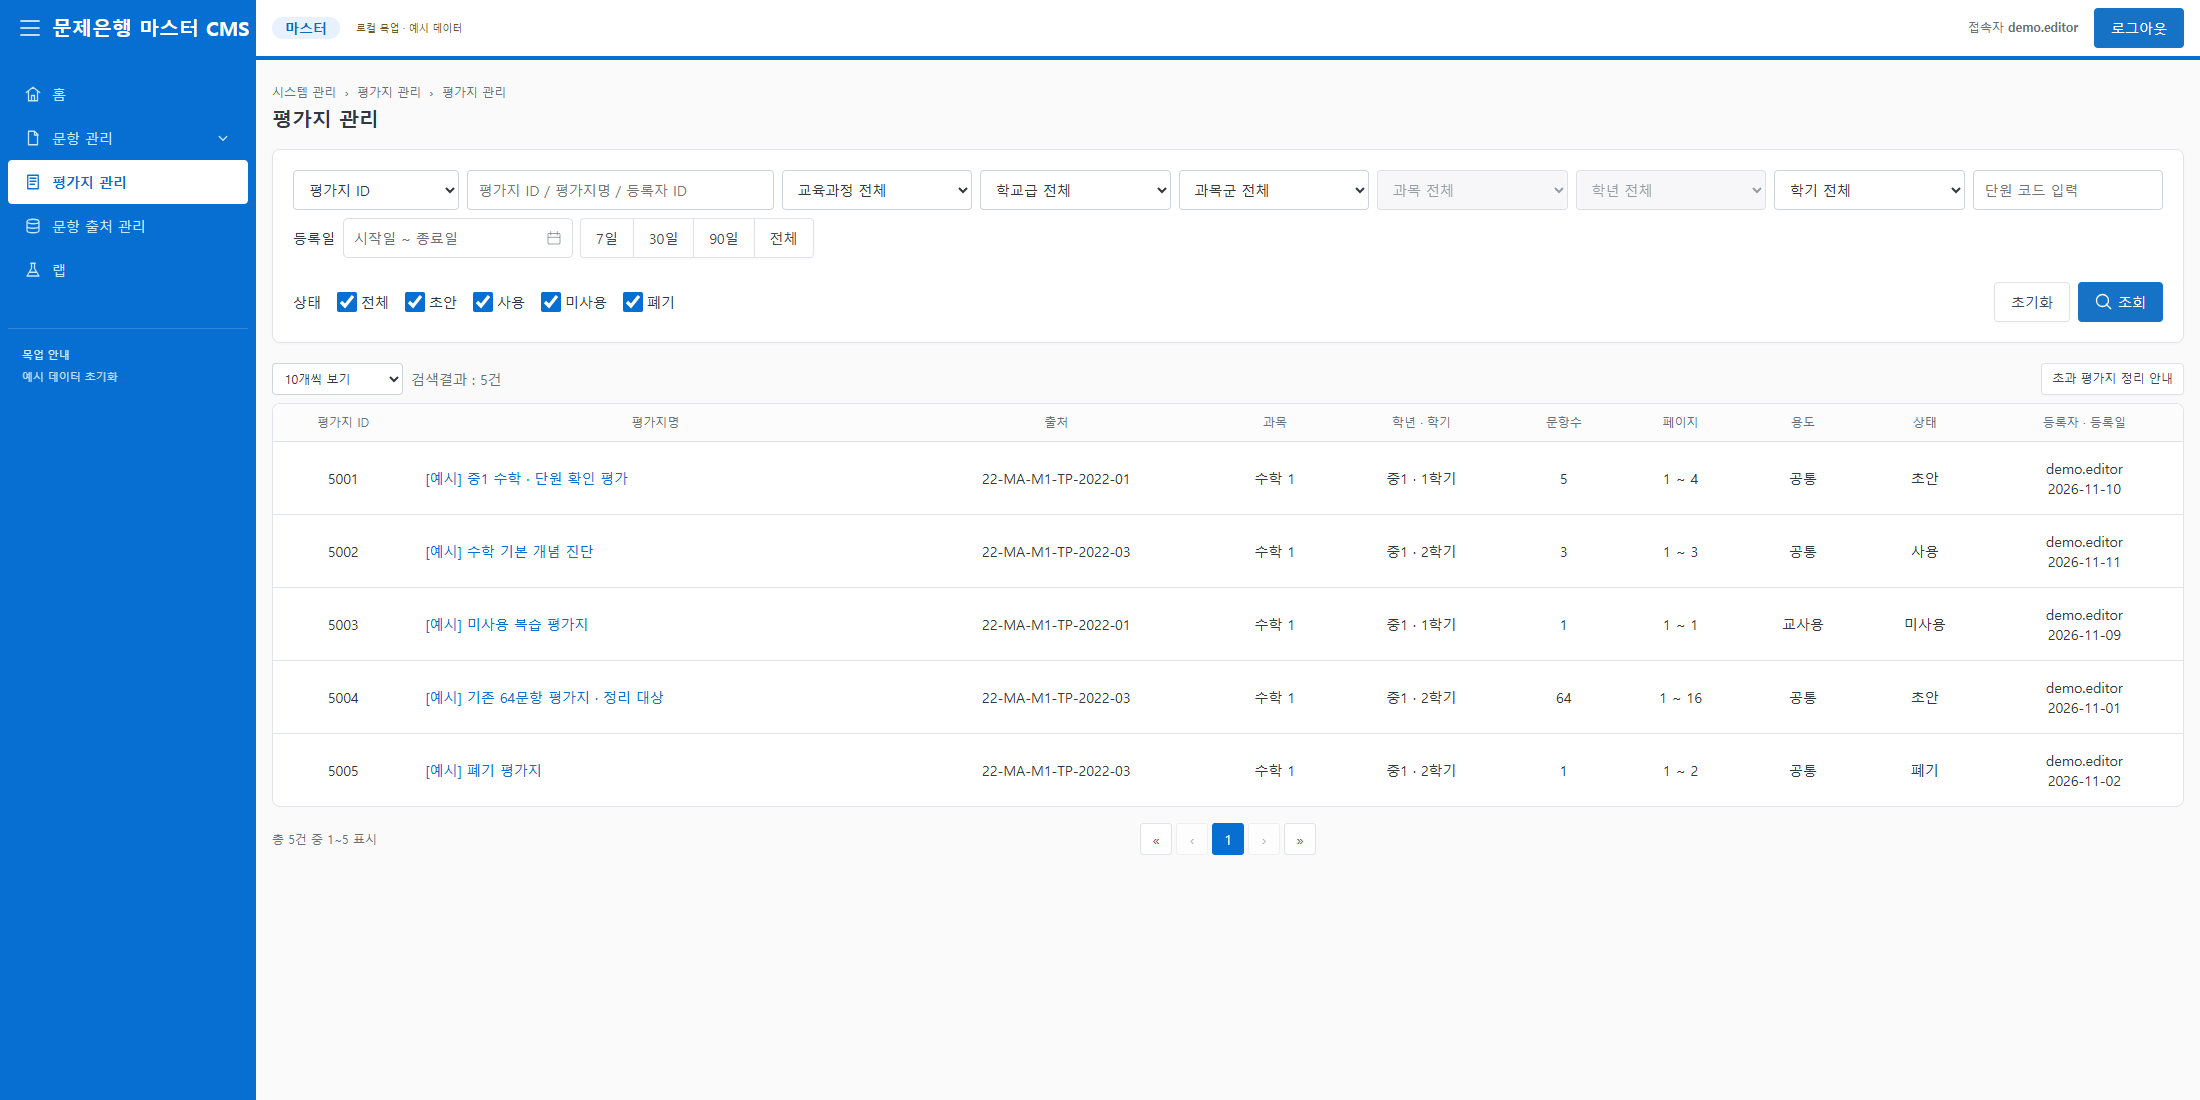 문제은행 마스터 CMS
마스터 로컬 목업 · 예시 데이터 접속자 demo.editor 로그아웃
홈
문항 관리
평가지 관리
문항 출처 관리
랩
목업 안내
예시 데이터 초기화
시스템 관리 › 평가지 관리 › 평가지 관리
평가지 관리
평가지 ID 평가지 ID / 평가지명 / 등록자 ID 교육과정 전체 학교급 전체 과목군 전체 과목 전체 학년 전체 학기 전체 단원 코드 입력
등록일 시작일 ~ 종료일 7일 30일 90일 전체
상태 전체 초안 사용 미사용 폐기 초기화 조회
10개씩 보기 검색결과 : 5건 초과 평가지 정리 안내
평가지 ID 평가지명 출처 과목 학년 · 학기 문항수 페이지 용도 상태 등록자 · 등록일
5001 [예시] 중1 수학 · 단원 확인 평가 22-MA-M1-TP-2022-01 수학 1 중1 · 1학기 5 1 ~ 4 공통 초안 demo.editor
2026-11-10
5002 [예시] 수학 기본 개념 진단 22-MA-M1-TP-2022-03 수학 1 중1 · 2학기 3 1 ~ 3 공통 사용 demo.editor
2026-11-11
5003 [예시] 미사용 복습 평가지 22-MA-M1-TP-2022-01 수학 1 중1 · 1학기 1 1 ~ 1 교사용 미사용 demo.editor
2026-11-09
5004 [예시] 기존 64문항 평가지 · 정리 대상 22-MA-M1-TP-2022-03 수학 1 중1 · 2학기 64 1 ~ 16 공통 초안 demo.editor
2026-11-01
5005 [예시] 폐기 평가지 22-MA-M1-TP-2022-03 수학 1 중1 · 2학기 1 1 ~ 2 공통 폐기 demo.editor
2026-11-02
총 5건 중 1~5 표시 « ‹ 1 › »